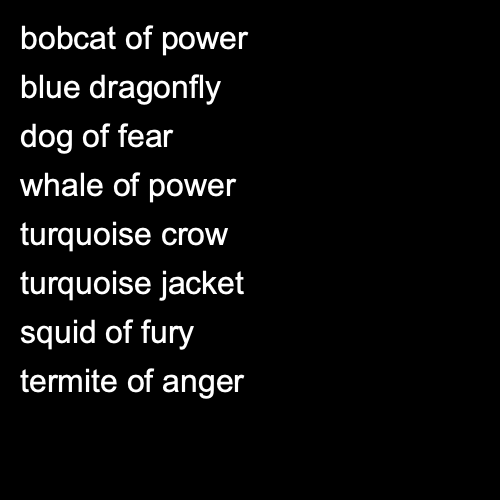 bobcat of power
blue dragonfly
dog of fear
whale of power
turquoise crow
turquoise jacket
squid of fury
termite of anger